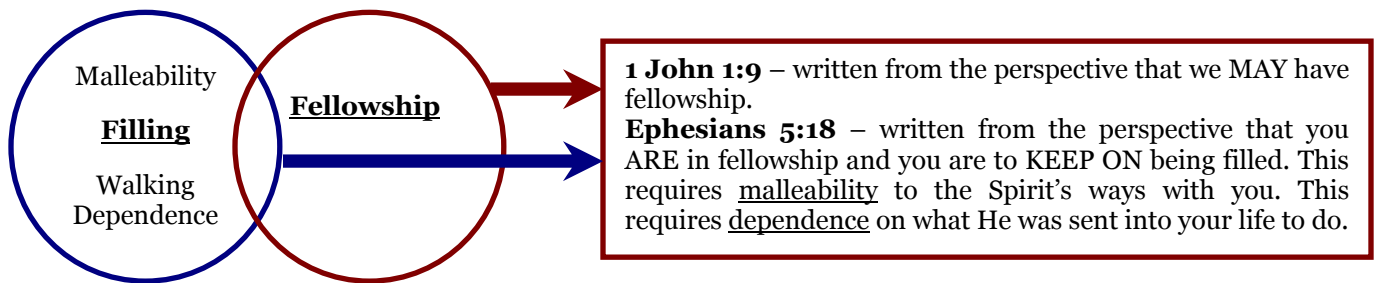 Malleability
Filling
Walking
Dependence
Fellowship
1 John 1:9 – written from the perspective that we MAY have
fellowship.
Ephesians 5:18 – written from the perspective that you
ARE in fellowship and you are to KEEP ON being filled. This
requires malleability to the Spirit's ways with you. This
requires dependence on what He was sent into your life to do.